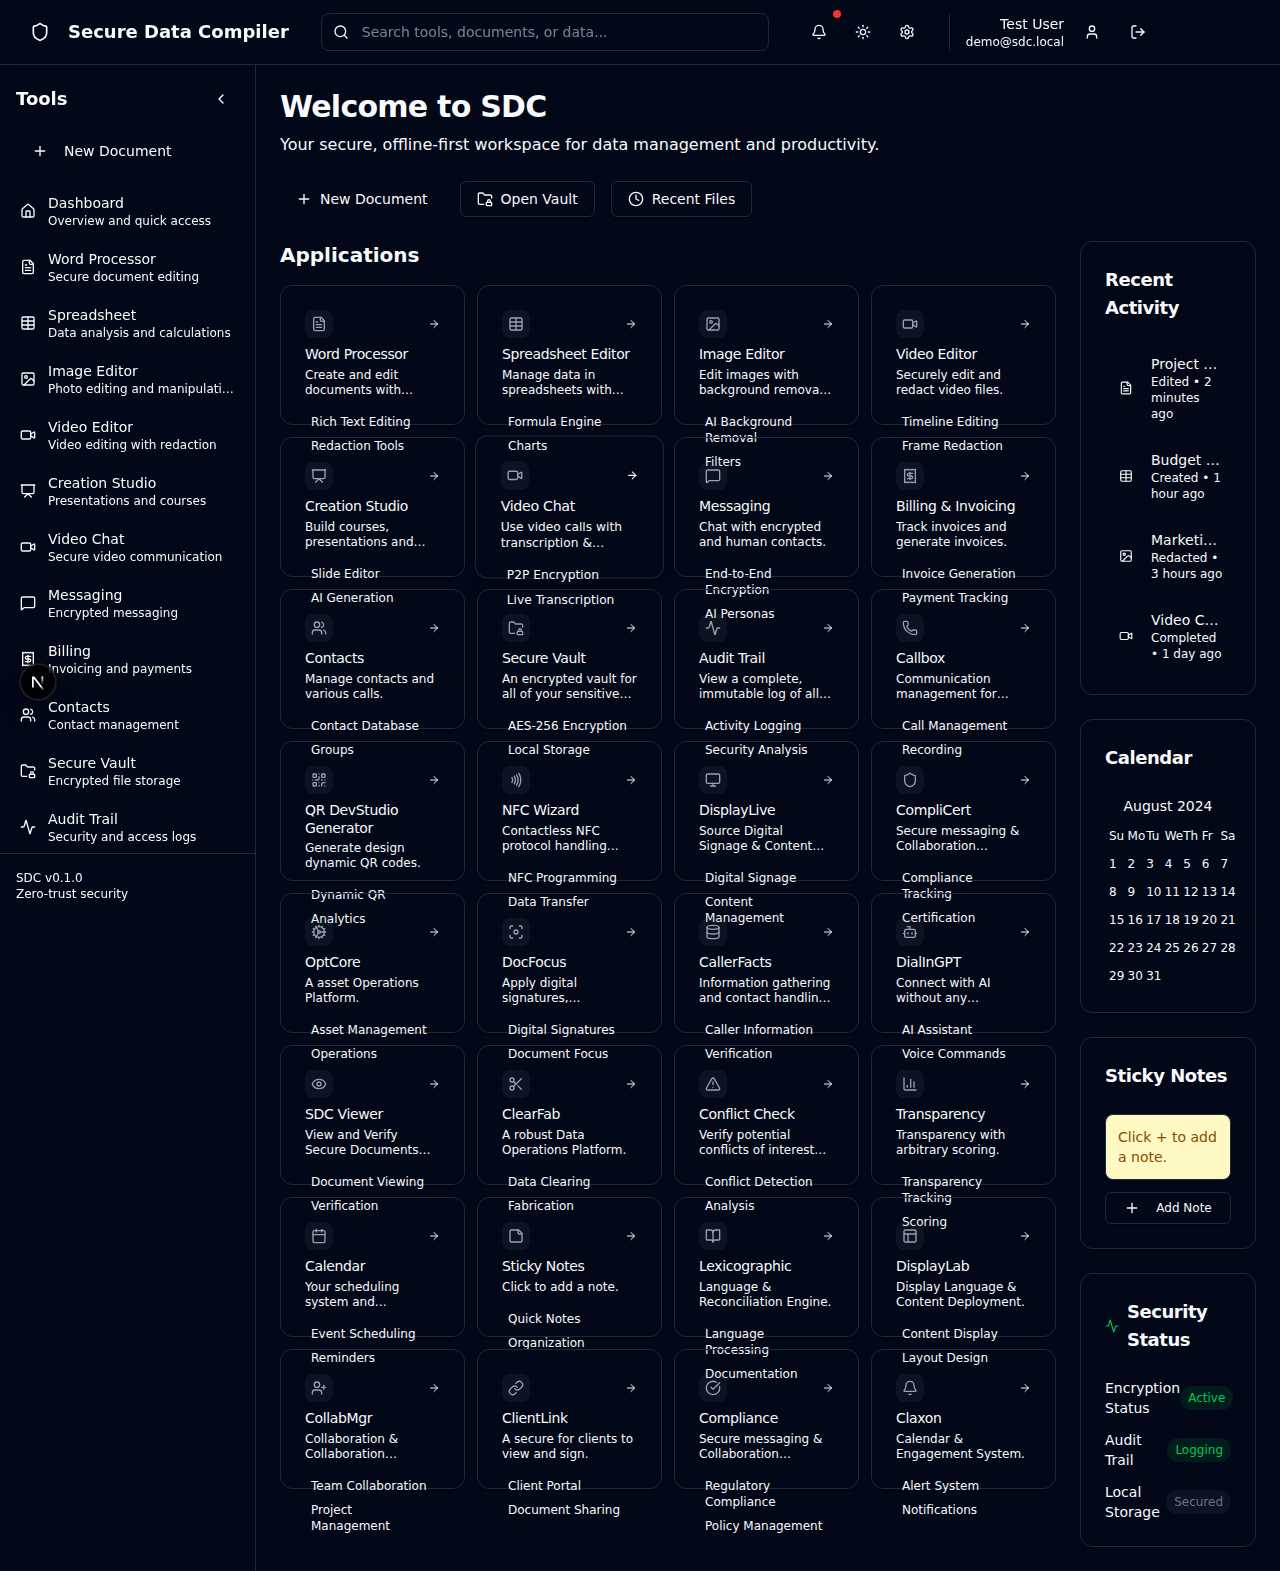 Secure Data Compiler
Search tools, documents, or data...
Test User
demo@sdc.local
Tools
New Document
Dashboard
Overview and quick access
Word Processor
Secure document editing
Spreadsheet
Data analysis and calculations
Image Editor
Photo editing and manipulati...
Video Editor
Video editing with redaction
Creation Studio
Presentations and courses
Video Chat
Secure video communication
Messaging
Encrypted messaging
Billing
Invoicing and payments
N
Contacts
Contact management
Secure Vault
Encrypted file storage
Audit Trail
Security and access logs
SDC v0.1.0
Zero-trust security
Welcome to SDC
Your secure, offline-first workspace for data management and productivity.
New Document
Open Vault
Recent Files
Applications
Word Processor
Create and edit
documents with...
Rich Text Editing
Redaction Tools
Spreadsheet Editor
Manage data in
spreadsheets with...
Formula Engine
Charts
Image Editor
Edit images with
background remova...
AI Background
Removal
Filters
Video Editor
Securely edit and
redact video files.
Timeline Editing
Frame Redaction
Creation Studio
Build courses,
presentations and...
Slide Editor
AI Generation
Video Chat
Use video calls with
transcription &...
P2P Encryption
Live Transcription
Messaging
Chat with encrypted
and human contacts.
End-to-End
Encryption
AI Personas
Billing & Invoicing
Track invoices and
generate invoices.
Invoice Generation
Payment Tracking
Contacts
Manage contacts and
various calls.
Contact Database
Groups
Secure Vault
An encrypted vault for
all of your sensitive...
AES-256 Encryption
Local Storage
Audit Trail
View a complete,
immutable log of all...
Activity Logging
Security Analysis
Callbox
Communication
management for...
Call Management
Recording
QR DevStudio
Generator
Generate design
dynamic QR codes.
Dynamic QR
Analytics
NFC Wizard
Contactless NFC
protocol handling...
NFC Programming
Data Transfer
DisplayLive
Source Digital
Signage & Content...
Digital Signage
Content
Management
CompliCert
Secure messaging &
Collaboration...
Compliance
Tracking
Certification
OptCore
A asset Operations
Platform.
Asset Management
Operations
DocFocus
Apply digital
signatures,...
Digital Signatures
Document Focus
CallerFacts
Information gathering
and contact handlin...
Caller Information
Verification
DialInGPT
Connect with AI
without any...
AI Assistant
Voice Commands
SDC Viewer
View and Verify
Secure Documents...
Document Viewing
Verification
ClearFab
A robust Data
Operations Platform.
Data Clearing
Fabrication
Conflict Check
Verify potential
conflicts of interest...
Conflict Detection
Analysis
Transparency
Transparency with
arbitrary scoring.
Transparency
Tracking
Scoring
Calendar
Your scheduling
system and...
Event Scheduling
Reminders
Sticky Notes
Click to add a note.
Quick Notes
Organization
Lexicographic
Language &
Reconciliation Engine.
Language
Processing
Documentation
DisplayLab
Display Language &
Content Deployment.
Content Display
Layout Design
CollabMgr
Collaboration &
Collaboration...
Team Collaboration
Project
Management
ClientLink
A secure for clients to
view and sign.
Client Portal
Document Sharing
Compliance
Secure messaging &
Collaboration...
Regulatory
Compliance
Policy Management
Claxon
Calendar &
Engagement System.
Alert System
Notifications
Recent
Activity
Project ...
Edited • 2
minutes
ago
Budget ...
Created • 1
hour ago
Marketi...
Redacted •
3 hours ago
Video C...
Completed
• 1 day ago
Calendar
August 2024
Su Mo Tu We Th Fr Sa
1 2 3 4 5 6 7
8 9 10 11 12 13 14
15 16 17 18 19 20 21
22 23 24 25 26 27 28
29 30 31
Sticky Notes
Click + to add
a note.
Add Note
Security
Status
Encryption
Status
Active
Audit
Trail
Logging
Local
Storage
Secured